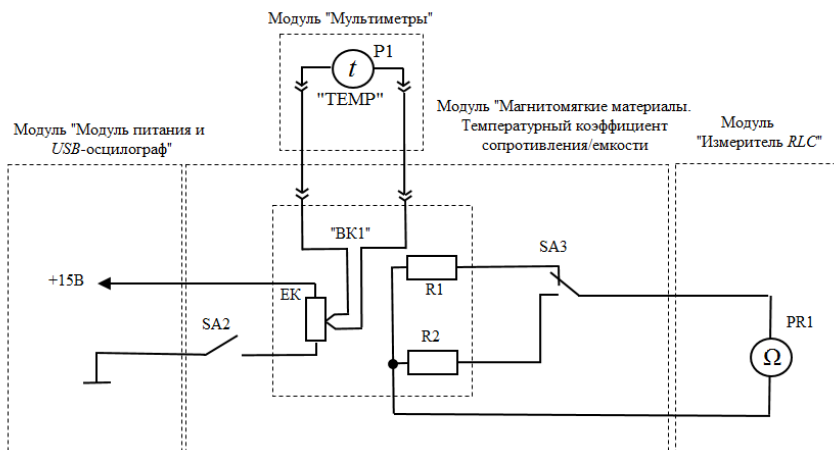 Модуль "Мультиметры"
P1
t
"TEMP"
Модуль "Модуль питания и
USB-осцилограф"
Модуль "Магнитомягкие материалы.
Температурный коэффициент
сопротивления/емкости
Модуль
"Измеритель RLC"
"ВК1"
+15В
EK
SA2
R1
R2
SA3
PR1
Ω